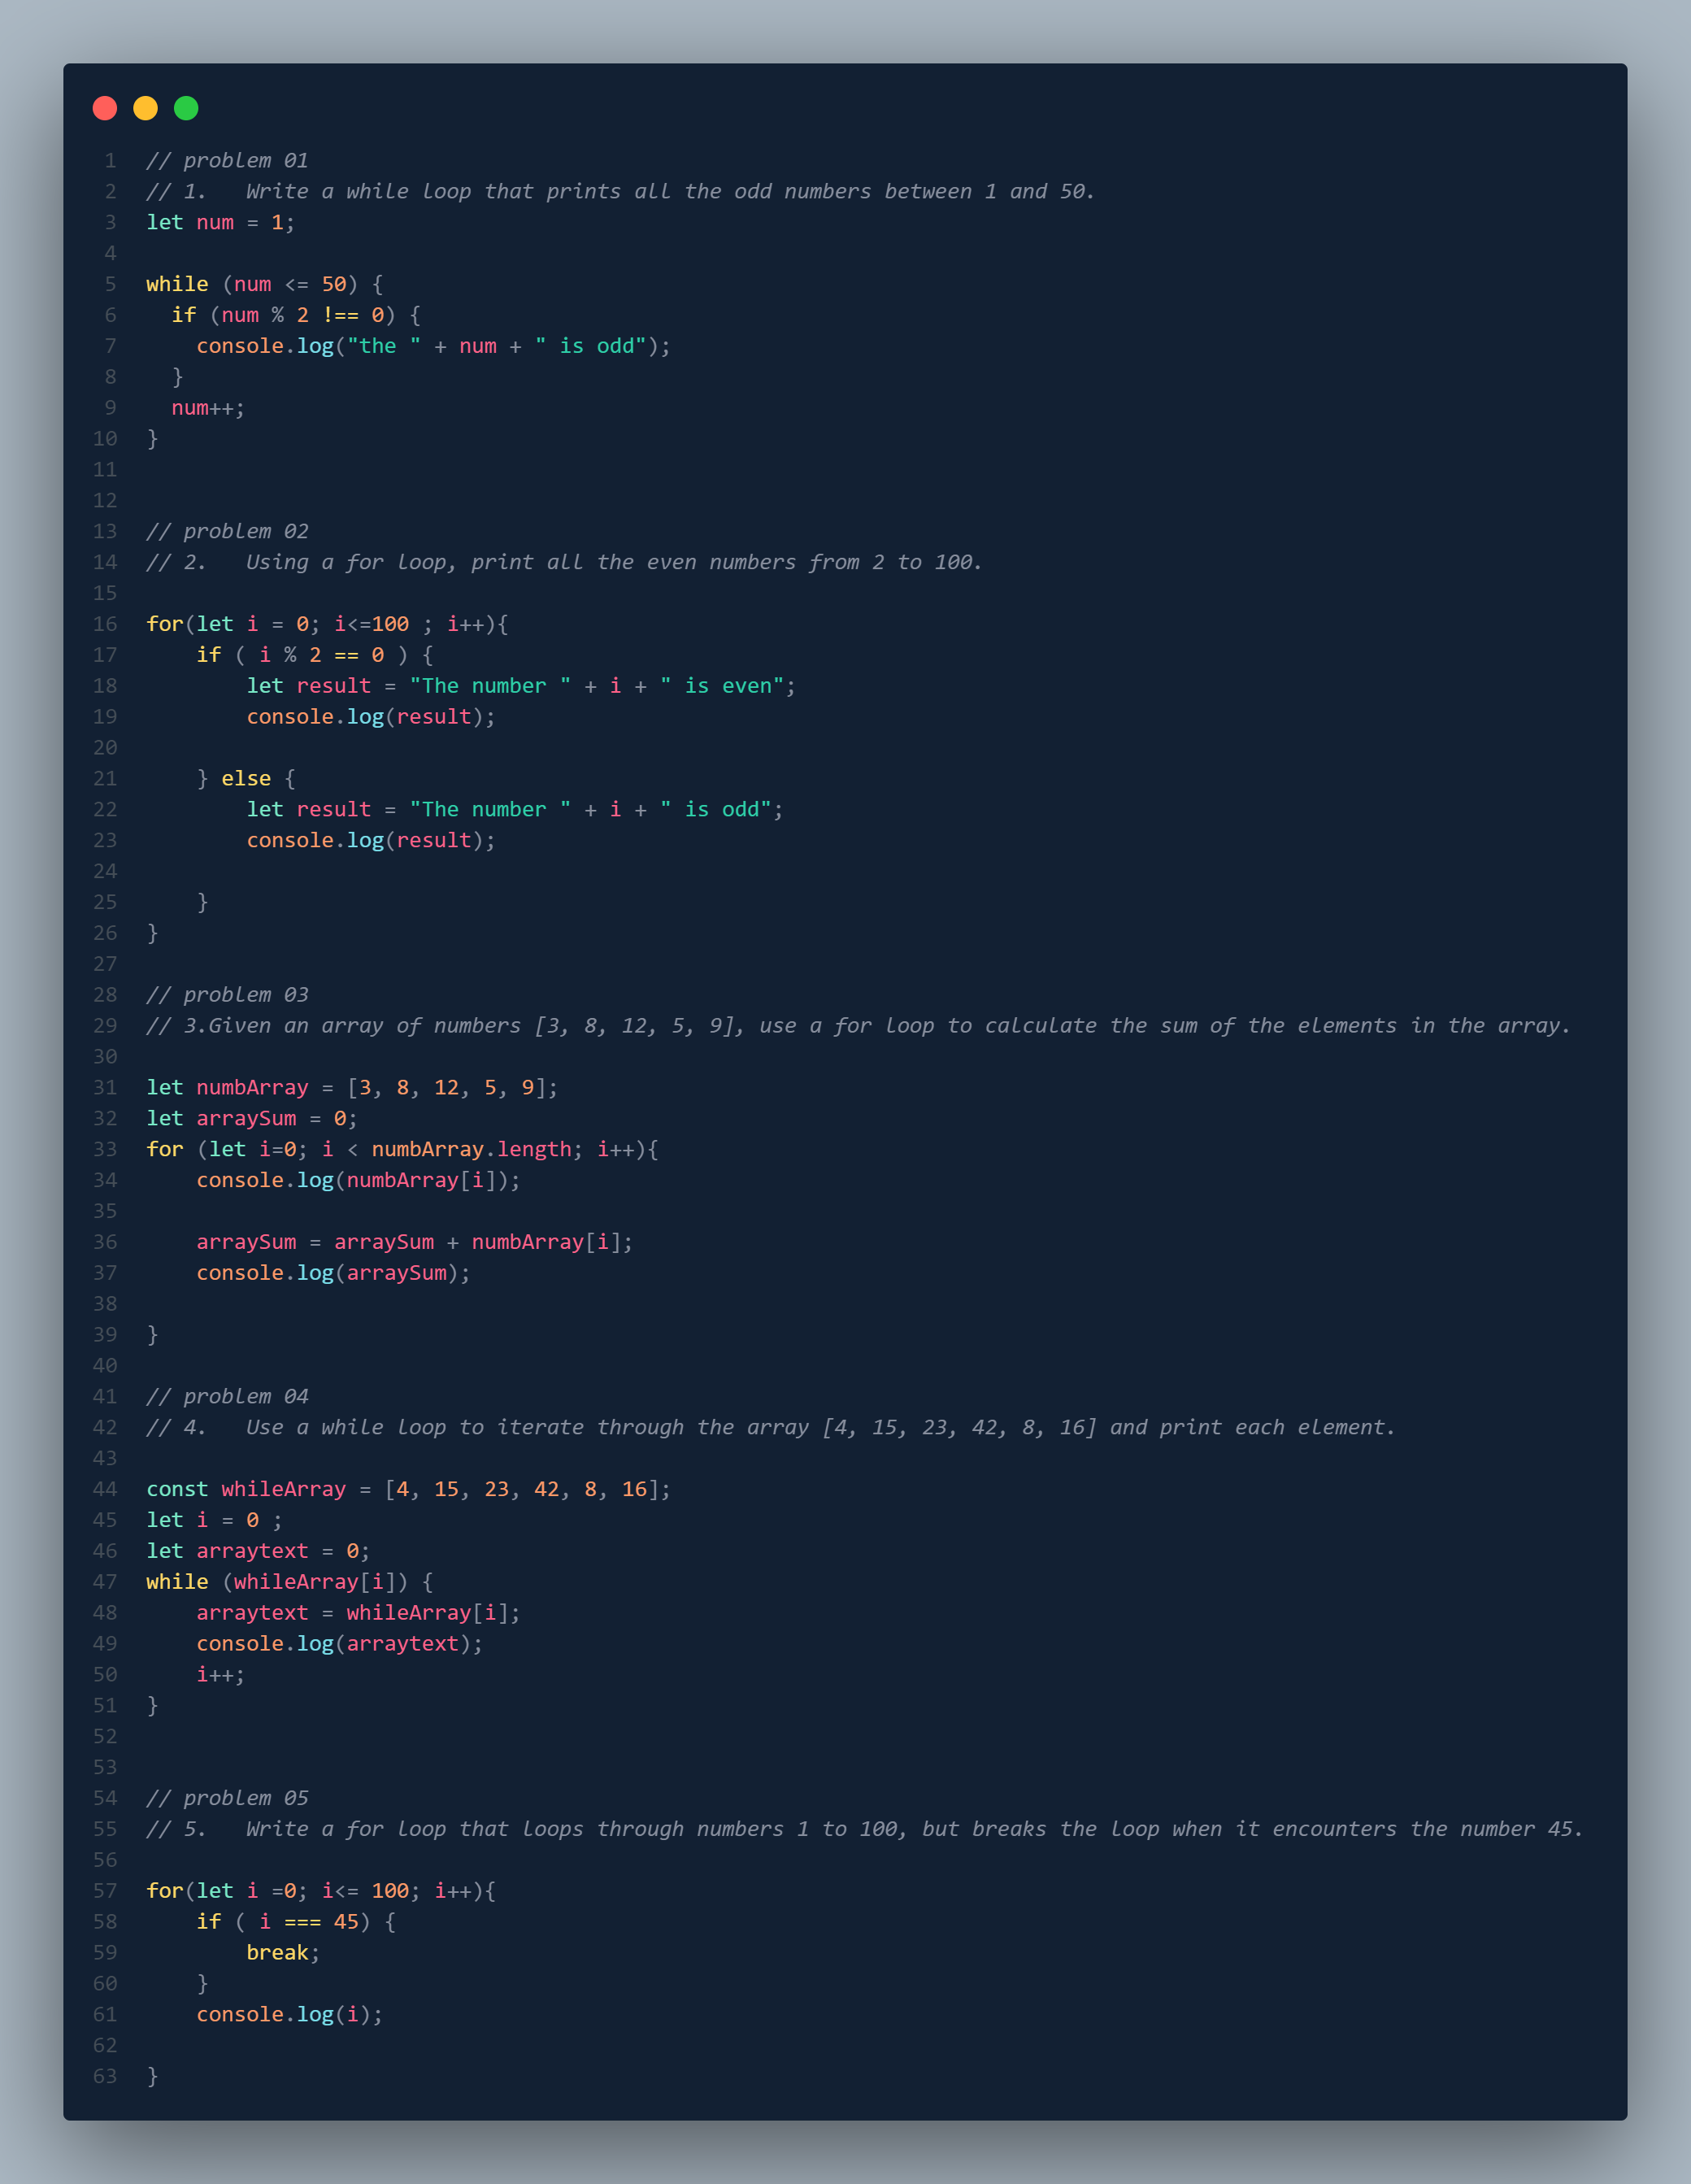 1 // problem 01
2 // 1.   Write a while loop that prints all the odd numbers between 1 and 50.
3 let num = 1;
4
5 while (num <= 50) {
6   if (num % 2 !== 0) {
7     console.log("the " + num + " is odd");
8   }
9   num++;
10 }
11
12
13 // problem 02
14 // 2.   Using a for loop, print all the even numbers from 2 to 100.
15
16 for(let i = 0; i<=100 ; i++){
17     if ( i % 2 == 0 ) {
18         let result = "The number " + i + " is even";
19         console.log(result);
20
21     } else {
22         let result = "The number " + i + " is odd";
23         console.log(result);
24
25     }
26 }
27
28 // problem 03
29 // 3.Given an array of numbers [3, 8, 12, 5, 9], use a for loop to calculate the sum of the elements in the array.
30
31 let numbArray = [3, 8, 12, 5, 9];
32 let arraySum = 0;
33 for (let i=0; i < numbArray.length; i++){
34     console.log(numbArray[i]);
35
36     arraySum = arraySum + numbArray[i];
37     console.log(arraySum);
38
39 }
40
41 // problem 04
42 // 4.   Use a while loop to iterate through the array [4, 15, 23, 42, 8, 16] and print each element.
43
44 const whileArray = [4, 15, 23, 42, 8, 16];
45 let i = 0 ;
46 let arraytext = 0;
47 while (whileArray[i]) {
48     arraytext = whileArray[i];
49     console.log(arraytext);
50     i++;
51 }
52
53
54 // problem 05
55 // 5.   Write a for loop that loops through numbers 1 to 100, but breaks the loop when it encounters the number 45.
56
57 for(let i =0; i<= 100; i++){
58     if ( i === 45) {
59         break;
60     }
61     console.log(i);
62
63 }